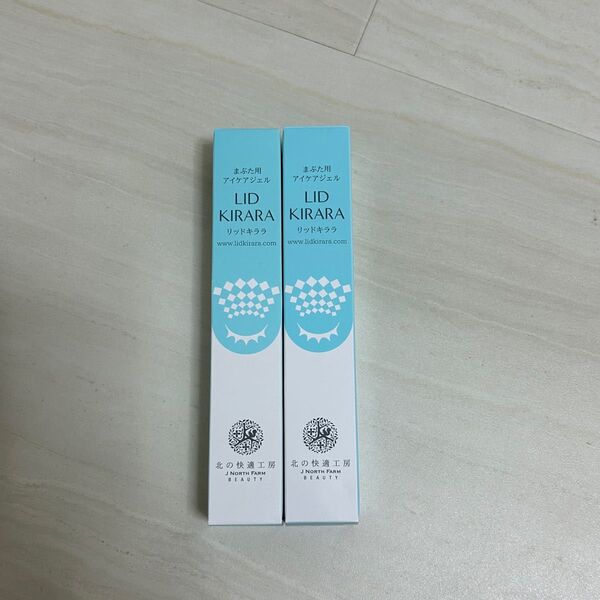 まぶた用
アイケアジェル
LID
KIRARA
リッドキララ
www.lidkirara.com
北の快適工房
J NORTH FARM
BEAUTY
まぶた用
アイケアジェル
LID
KIRARA
リッドキララ
www.lidkirara.com
北の快適工房
J NORTH FARM
BEAUTY